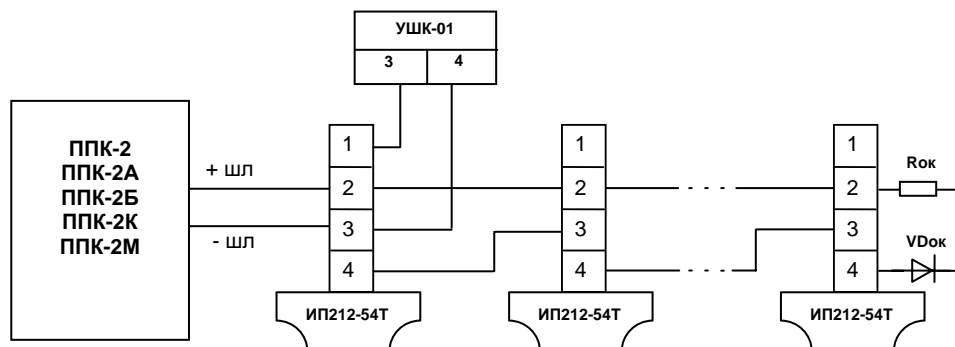 УШК-01
3 4
ППК-2
ППК-2А
ППК-2Б
ППК-2К
ППК-2М
+ шл
- шл
1
2
3
4
ИП212-54Т
1
2
3
4
ИП212-54Т
1
2
3
4
ИП212-54Т
Rок
VDок